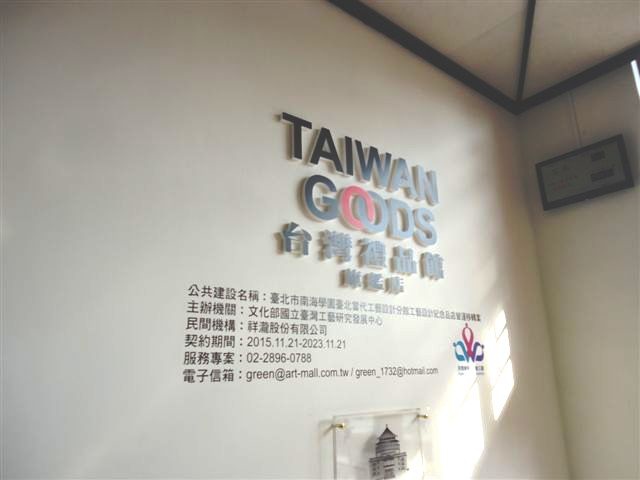 TAIWAN
GOODS
台灣禮品館
旗艦店
公共建設名稱：臺北市南海學園臺北當代工藝設計分館工藝設計紀念品店營運移轉案
主辦機關：文化部國立臺灣工藝研究發展中心
民間機構：祥瀧股份有限公司
契約期間：2015.11.21-2023.11.21
服務專案：02-2896-0788
電子信箱：green@art-mall.com.tw / green_1732@hotmail.com